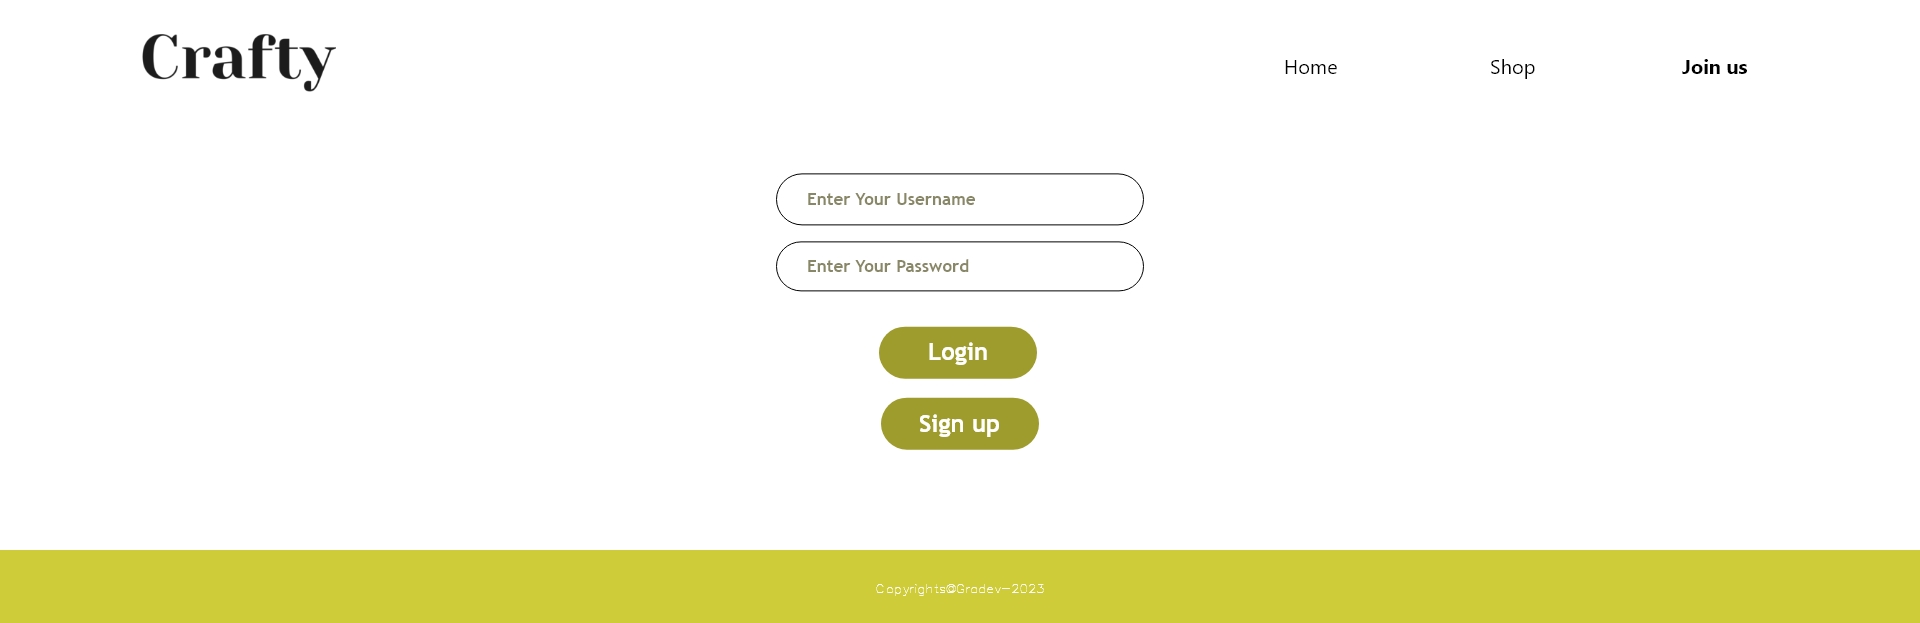 Crafty
Home Shop Join us
Enter Your Username
Enter Your Password
Login
Sign up
Copyrights@Gradev-2023